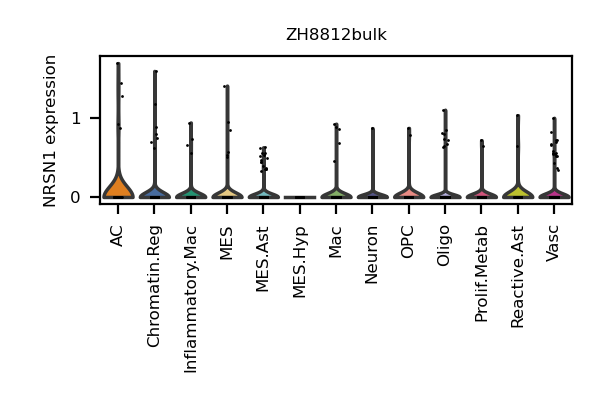 ZH8812bulk
NRSN1 expression
1
0
AC
Chromatin.Reg
Inflammatory.Mac
MES
MES.Ast
MES.Hyp
Mac
Neuron
OPC
Oligo
Prolif.Metab
Reactive.Ast
Vasc